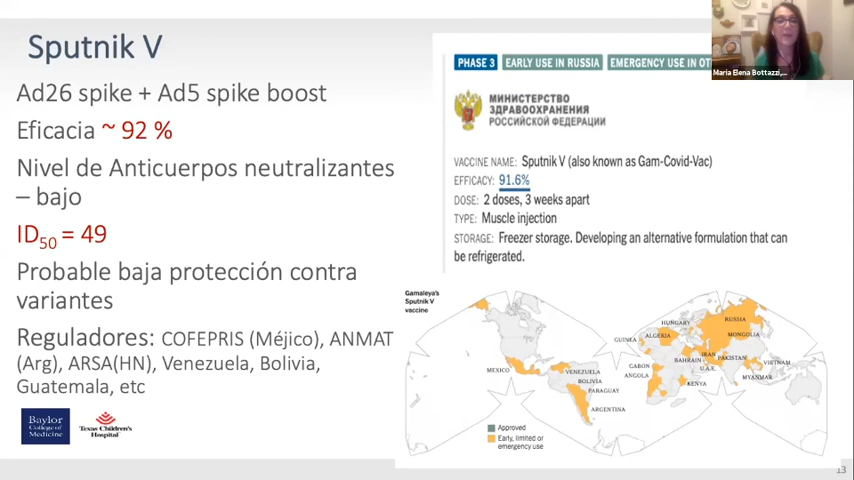 Sputnik V
Ad26 spike + Ad5 spike boost
Eficacia ~ 92 %
Nivel de Anticuerpos neutralizantes
– bajo
ID50 = 49
Probable baja protección contra
variantes
Reguladores: COFEPRIS (Méjico), ANMAT
(Arg), ARSA(HN), Venezuela, Bolivia,
Guatemala, etc
Baylor
College of
Medicine
Texas Children's
Hospital
Maria Elena Bottazzi,...
PHASE 3 EARLY USE IN RUSSIA EMERGENCY USE IN OT
МИНИСТЕРСТВО
ЗДРАВООХРАНЕНИЯ
РОССИЙСКОЙ ФЕДЕРАЦИИ
VACCINE NAME: Sputnik V (also known as Gam-Covid-Vac)
EFFICACY: 91.6%
DOSE: 2 doses, 3 weeks apart
TYPE: Muscle injection
STORAGE: Freezer storage. Developing an alternative formulation that can
be refrigerated.
Gamaleya's
Sputnik V
vaccine
MEXICO
VENEZUELA
BOLIVIA
PARAGUAY
ARGENTINA
GUINEA
HUNGARY
ALGERIA
GABON
ANGOLA
BAHRAIN
U.A.E.
IRAN
PAKISTAN
KENYA
RUSSIA
MONGOLIA
VIETNAM
MYANMAR
Approved
Early, limited or
emergency use
13